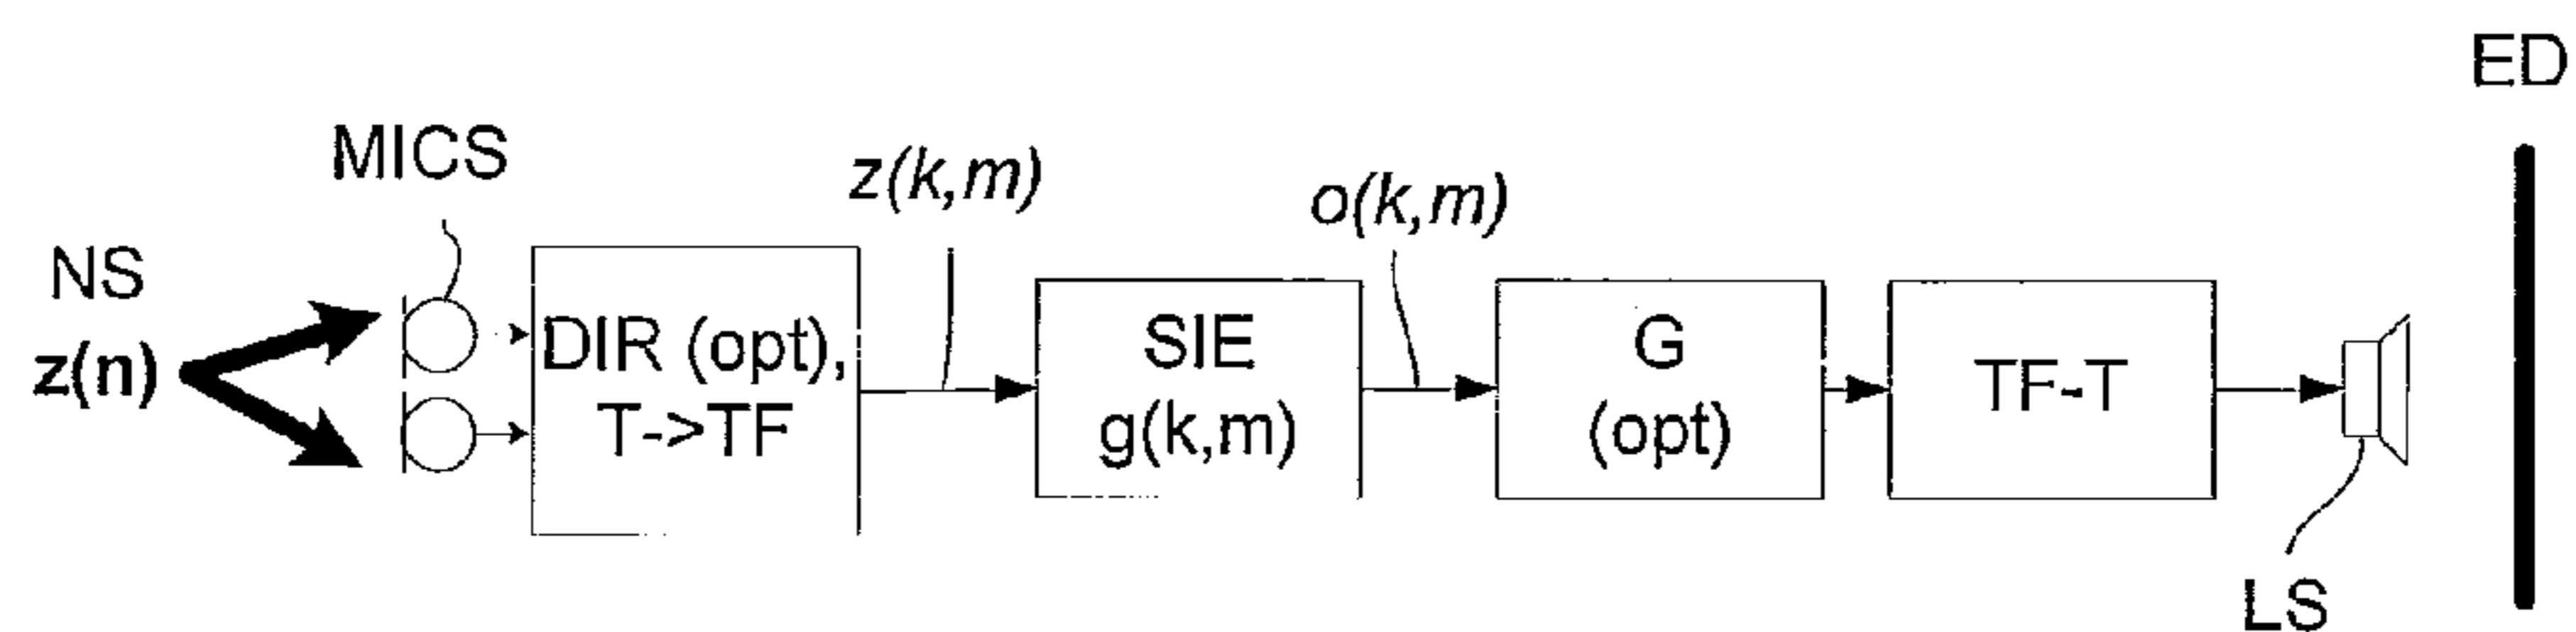 ED
MICS
z(k,m)
o(k,m)
NS
z(n)
DIR (opt),
T->TF
SIE
g(k,m)
G
(opt)
TF-T
LS